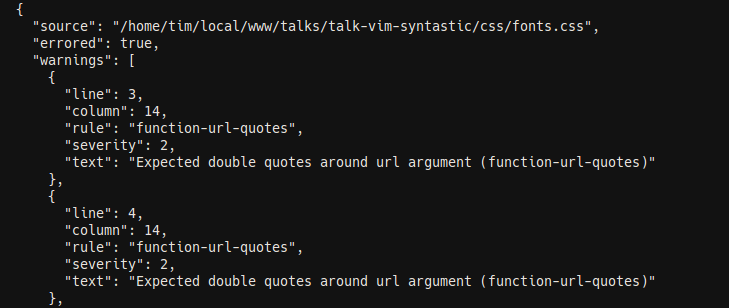 {
"source": "/home/tim/local/www/talks/talk-vim-syntastic/css/fonts.css",
"errored": true,
"warnings": [
{
"line": 3,
"column": 14,
"rule": "function-url-quotes",
"severity": 2,
"text": "Expected double quotes around url argument (function-url-quotes)"
},
{
"line": 4,
"column": 14,
"rule": "function-url-quotes",
"severity": 2,
"text": "Expected double quotes around url argument (function-url-quotes)"
},